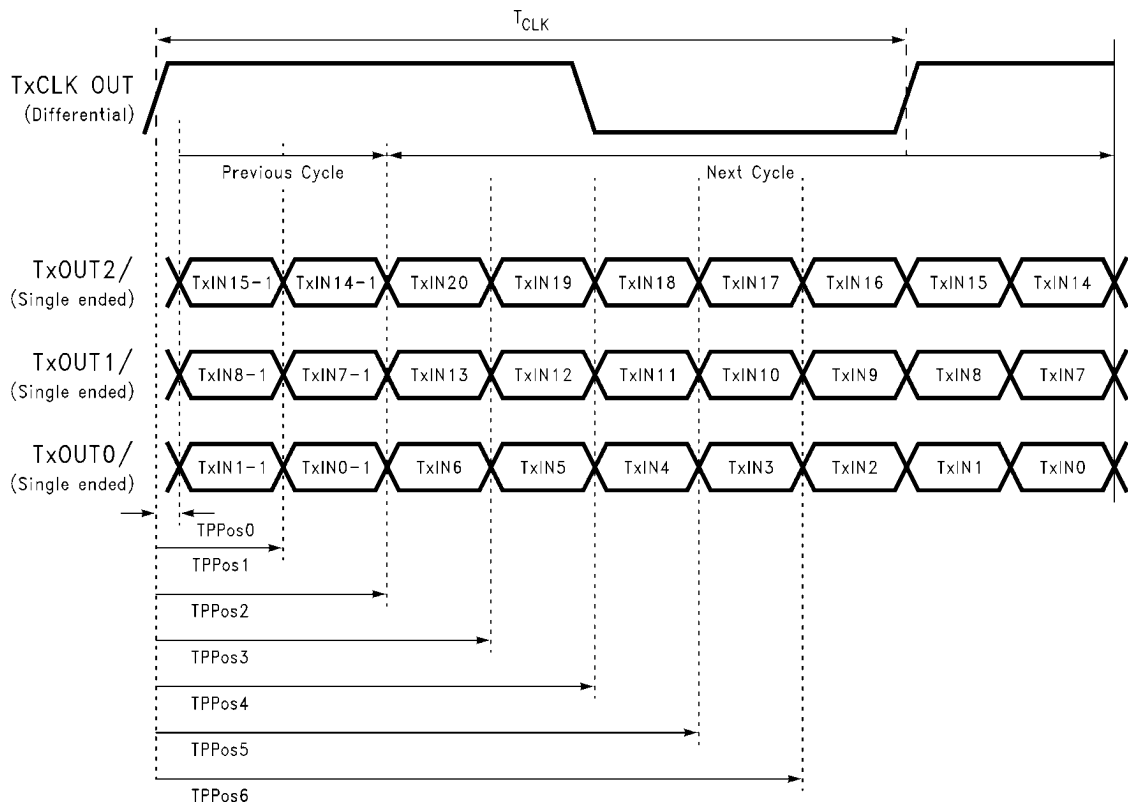 TCLK
TxCLK OUT
(Differential)
Previous Cycle
Next Cycle
TxOUT2/
(Single ended)
TxIN15-1 TxIN14-1 TxIN20 TxIN19 TxIN18 TxIN17 TxIN16 TxIN15 TxIN14
TxOUT1/
(Single ended)
TxIN8-1 TxIN7-1 TxIN13 TxIN12 TxIN11 TxIN10 TxIN9 TxIN8 TxIN7
TxOUT0/
(Single ended)
TxIN1-1 TxIN0-1 TxIN6 TxIN5 TxIN4 TxIN3 TxIN2 TxIN1 TxIN0
TPPos0
TPPos1
TPPos2
TPPos3
TPPos4
TPPos5
TPPos6